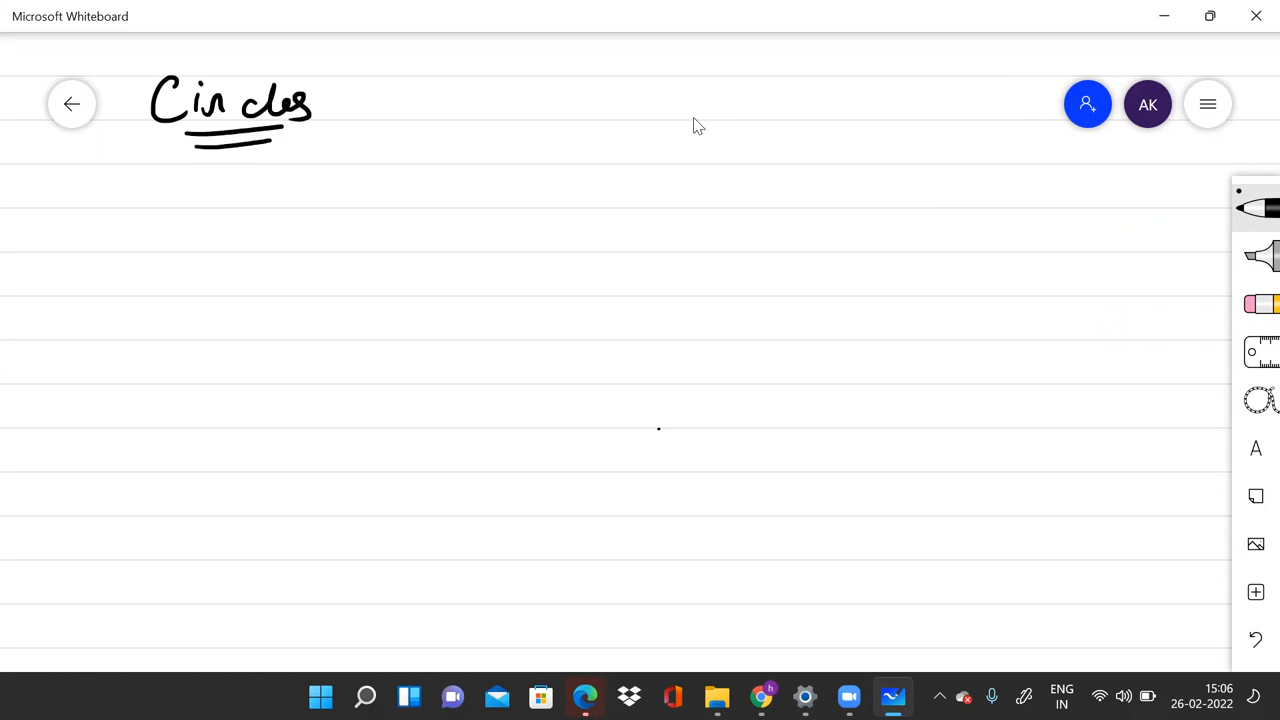 Microsoft Whiteboard
Circles
AK
A
h
ENG
IN
15:06
26-02-2022